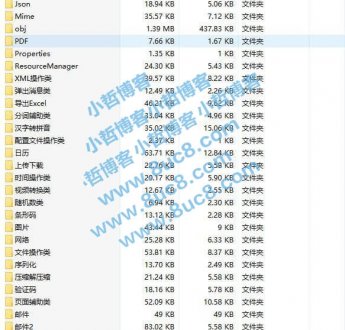 Json 18.94 KB 5.06 KB 文件夹
Mime 35.57 KB 7.12 KB 文件夹
obj 1.39 MB 437.83 KB 文件夹
PDF 7.66 KB 1.67 KB 文件夹
Properties 1.35 KB 文件夹
ResourceManager 24.30 KB 5.43 KB 文件夹
XML操作类 39.57 KB 8.22 KB 文件夹
弹出消息类 12.49 KB 2.26 KB 文件夹
导出Excel 46.21 KB 9.62 KB 文件夹
分词辅助类 33.04 KB 4.96 KB 文件夹
汉字转拼音 35.02 KB 15.06 KB 文件夹
配置文件操作类 2.37 KB 1 KB 文件夹
日历 63.71 KB 12.84 KB 文件夹
上传下载 22.76 KB 5.58 KB 文件夹
时间操作类 20.17 KB 5.90 KB 文件夹
视频转换类 12.67 KB 2.55 KB 文件夹
随机数类 6.94 KB 2.30 KB 文件夹
条形码 13.12 KB 2.28 KB 文件夹
图片 43.44 KB 9 KB 文件夹
网络 25.28 KB 6.33 KB 文件夹
文件操作类 53.81 KB 8.37 KB 文件夹
序列化 13.70 KB 2.49 KB 文件夹
压缩解压缩 21.24 KB 5.58 KB 文件夹
验证码 18.16 KB 5.78 KB 文件夹
页面辅助类 52.09 KB 10.58 KB 文件夹
邮件 49 KB 49 KB 文件夹
邮件2 83.02 KB 5.58 KB 文件夹
小哲博客 小哲博客
小哲博客 www.8uc8.com
www.8uc8.com